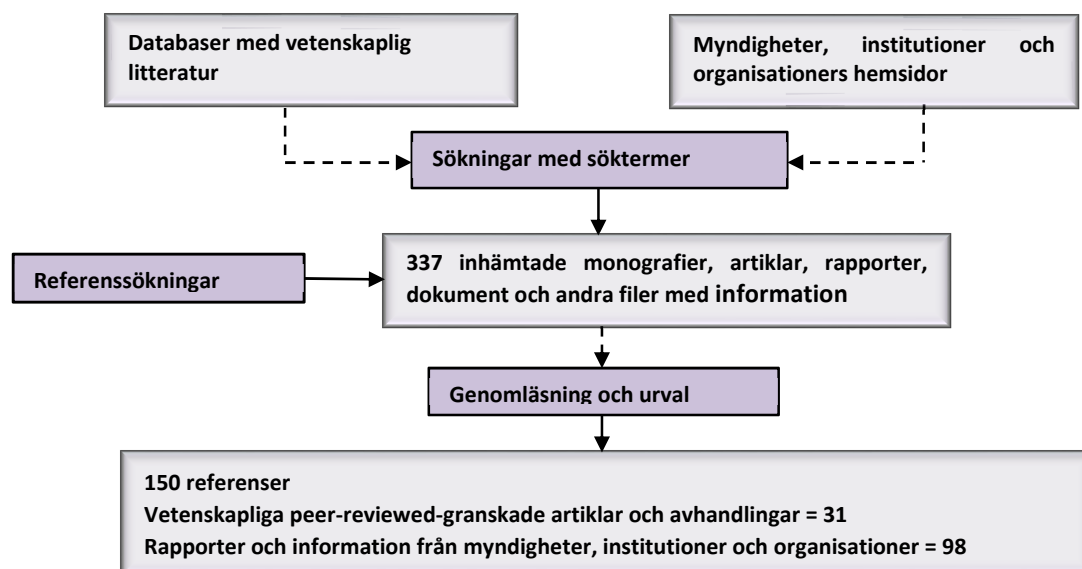 Databaser med vetenskaplig
litteratur
Myndigheter, institutioner och
organisationers hemsidor
Sökningar med söktermer
Referenssökningar
337 inhämtade monografier, artiklar, rapporter,
dokument och andra filer med information
Genomläsning och urval
150 referenser
Vetenskapliga peer-reviewed-granskade artiklar och avhandlingar = 31
Rapporter och information från myndigheter, institutioner och organisationer = 98